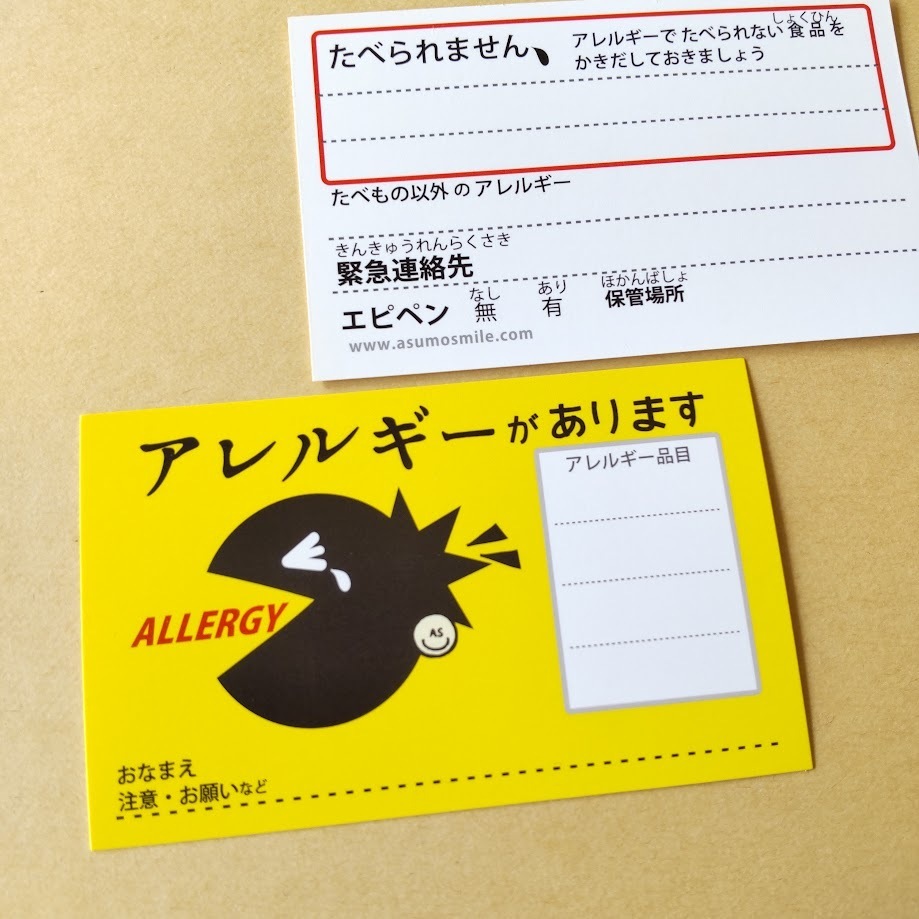 たべられません
アレルギーで たべられない 食品を
しょくひん
かきだしておきましょう
たべもの以外 の アレルギー
きんきゅうれんらくさき
緊急連絡先
エピペン
なし
無
あり
有
ほかんばしょ
保管場所
www.asumosmile.com
アレルギーがあります
アレルギー品目
ALLERGY
AS
おなまえ
注意・お願いなど